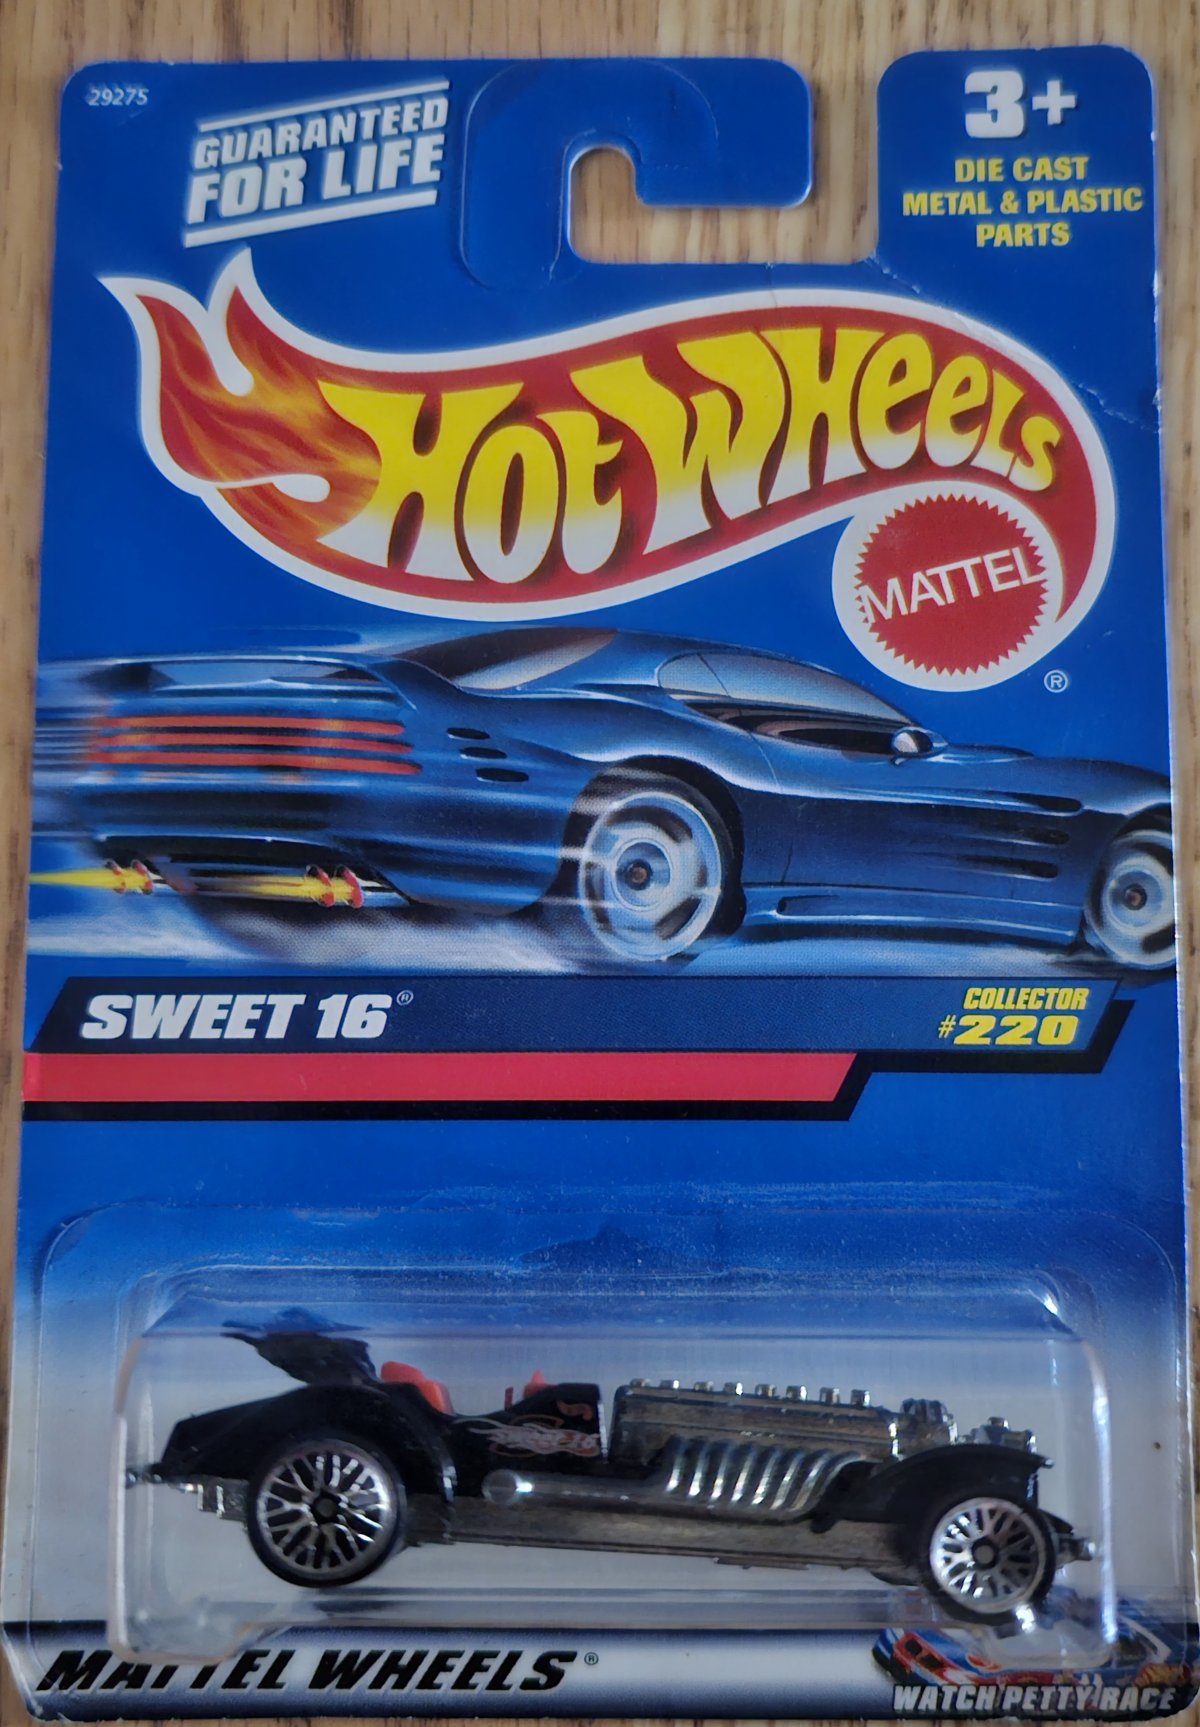 29275
GUARANTEED
FOR LIFE
3+
DIE CAST
METAL & PLASTIC
PARTS
HOT WHEELS
MATTEL
®
SWEET 16®
COLLECTOR
#220
MATTEL WHEELS®
WATCH PETTY RACE